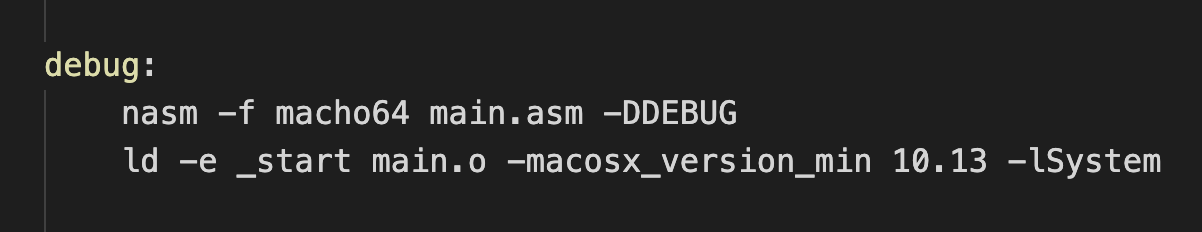 debug:
    nasm -f macho64 main.asm -DDEBUG
    ld -e _start main.o -macosx_version_min 10.13 -lSystem